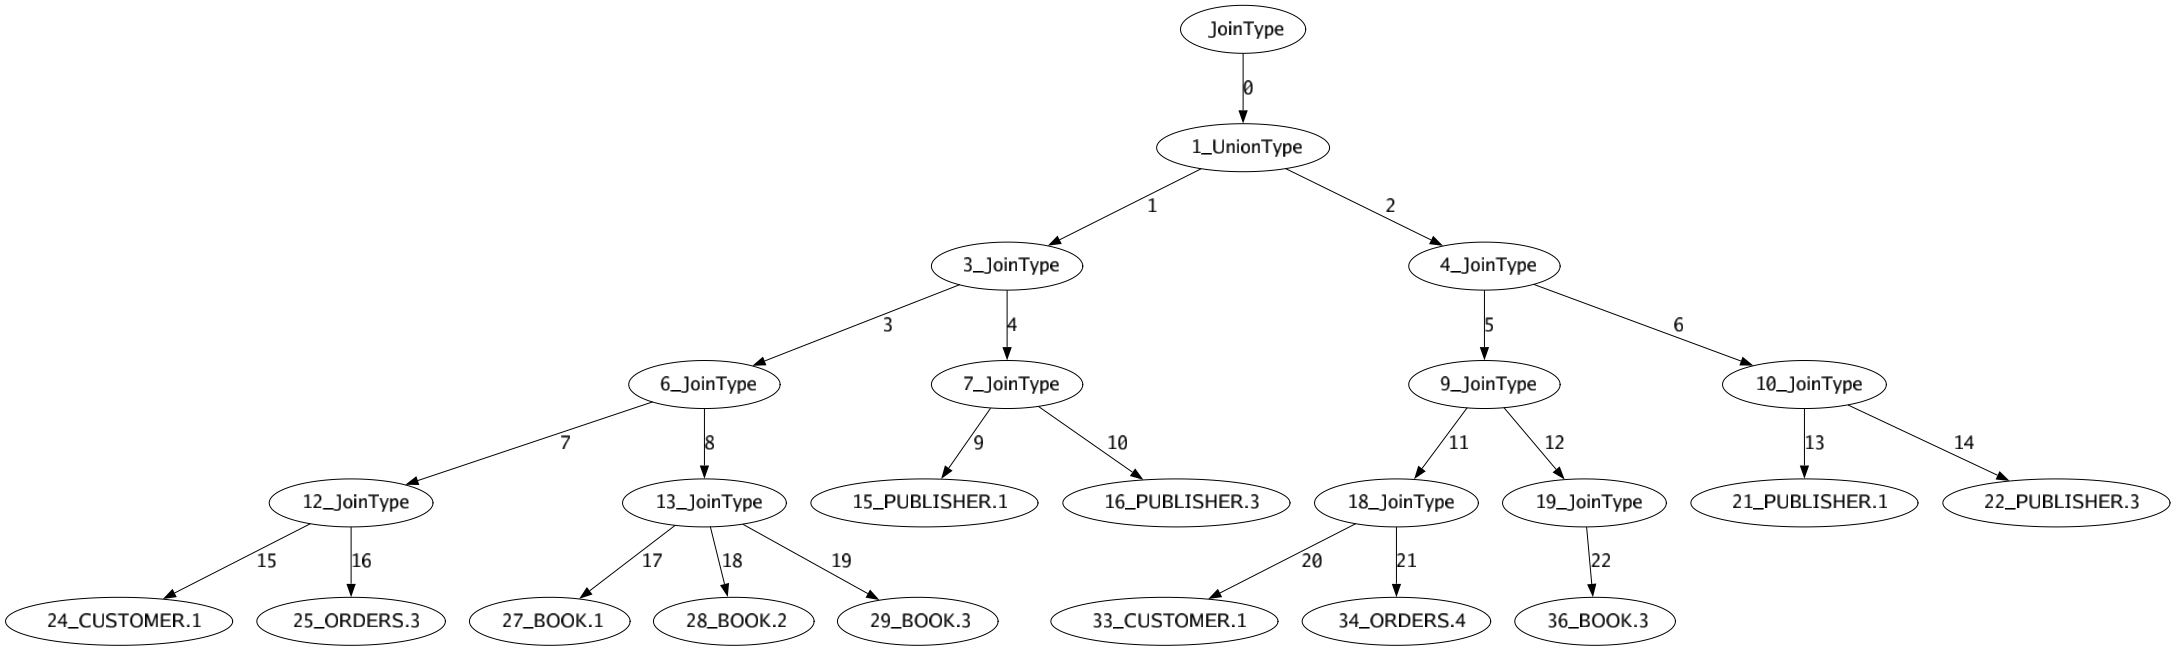 JoinType
0
1_UnionType
1 2
3_JoinType 4_JoinType
3 4 5 6
6_JoinType 7_JoinType 9_JoinType 10_JoinType
7 8 9 10 11 12 13 14
12_JoinType 13_JoinType 15_PUBLISHER.1 16_PUBLISHER.3 18_JoinType 19_JoinType 21_PUBLISHER.1 22_PUBLISHER.3
15 16 17 18 19 20 21 22
24_CUSTOMER.1 25_ORDERS.3 27_BOOK.1 28_BOOK.2 29_BOOK.3 33_CUSTOMER.1 34_ORDERS.4 36_BOOK.3